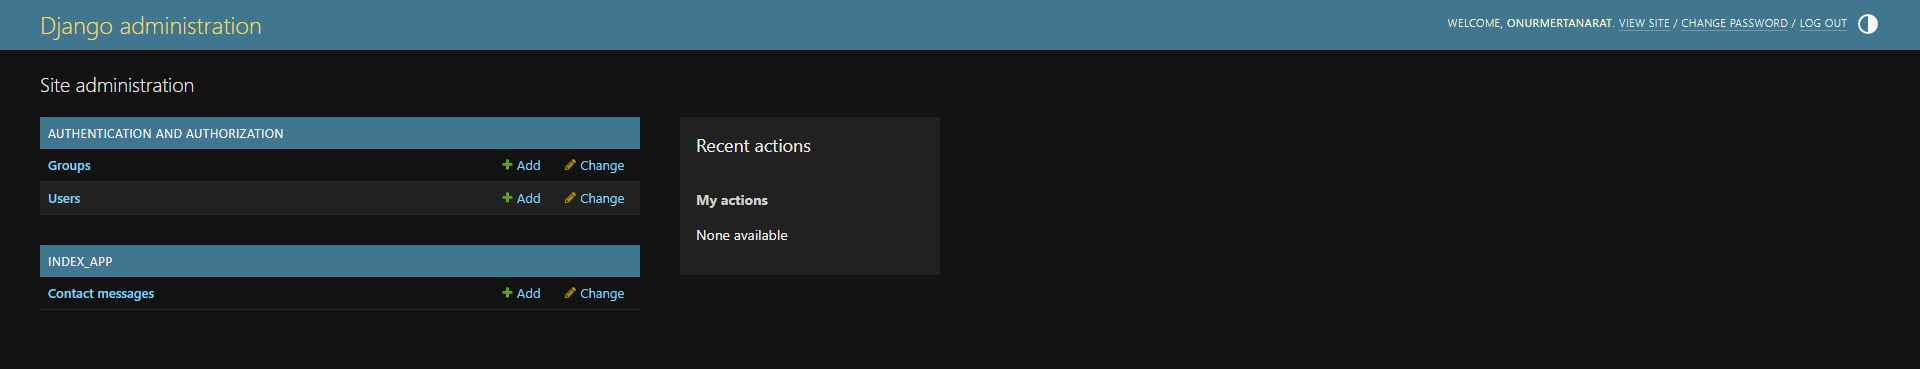 Django administration
WELCOME, ONURMERTANARAT. VIEW SITE / CHANGE PASSWORD / LOG OUT
Site administration
AUTHENTICATION AND AUTHORIZATION
Groups Add Change
Users Add Change
INDEX_APP
Contact messages Add Change
Recent actions
My actions
None available